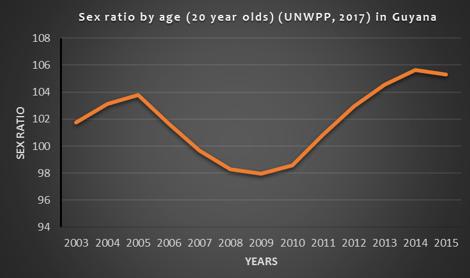 Sex ratio by age (20 year olds) (UNWPP, 2017) in Guyana
108
106
104
102
100
98
96
94
SEX RATIO
2003 2004 2005 2006 2007 2008 2009 2010 2011 2012 2013 2014 2015
YEARS